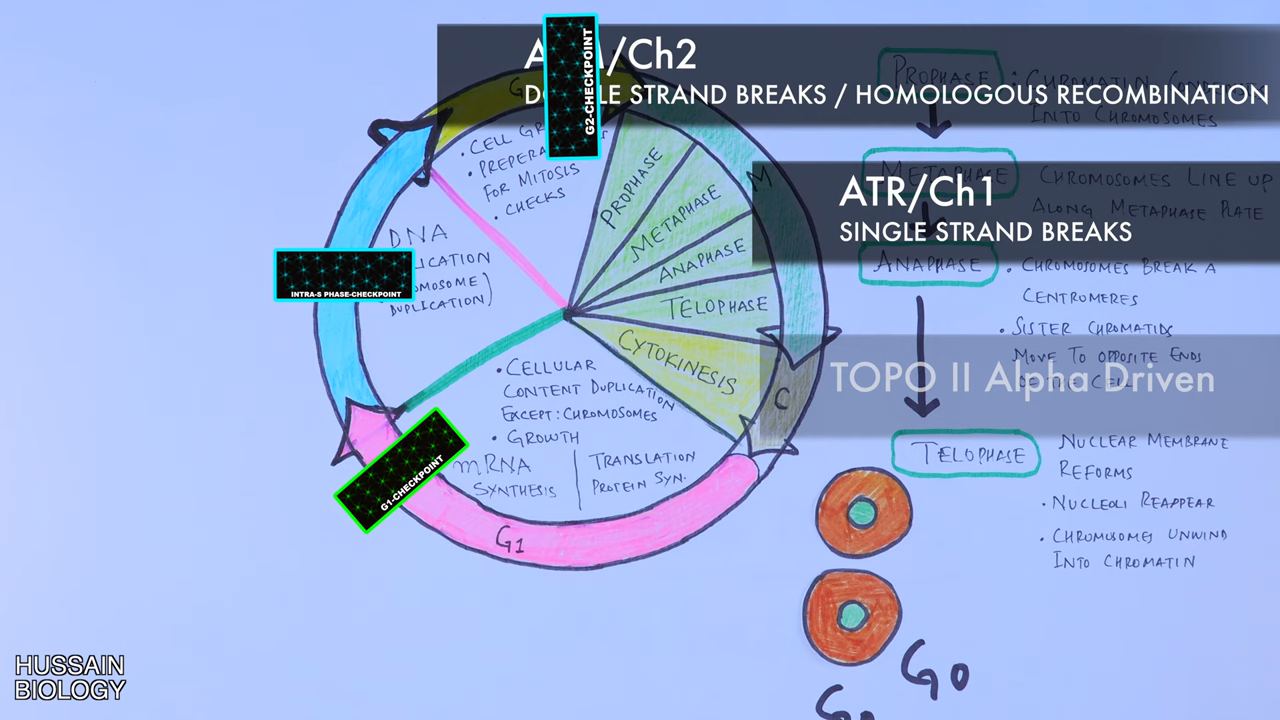 /Ch2
STRAND BREAKS / HOMOLOGOUS RECOMBINATION
ATR/Ch1
SINGLE STRAND BREAKS
TOPO II Alpha Driven
G2-CHECKPOINT
INTRA-S PHASE-CHECKPOINT
G1-CHECKPOINT
• CELL
FOR MITOSIS
• CHECKS
DNA
DUPLICATION)
PROPHASE
METAPHASE
ANAPHASE
TELOPHASE
CYTOKINESIS
M
C
• CELLULAR
CONTENT DUPLICATION
EXCEPT: CHROMOSOMES
• GROWTH
mRNA
SYNTHESIS
TRANSLATION
PROTEIN SYN.
G1
PROPHASE
: CHROMATIN
INTO CHROMOSOMES
METAPHASE
CHROMOSOMES LINE UP
ALONG METAPHASE PLATE
ANAPHASE
• CHROMOSOMES BREAK A
CENTROMERES
• SISTER CHROMATIDS
MOVE TO OPPOSITE ENDS
TELOPHASE
NUCLEAR MEMBRANE
REFORMS
• NUCLEOLI REAPPEAR
• CHROMOSOMES UNWIND
INTO CHROMATIN
G0
HUSSAIN
BIOLOGY